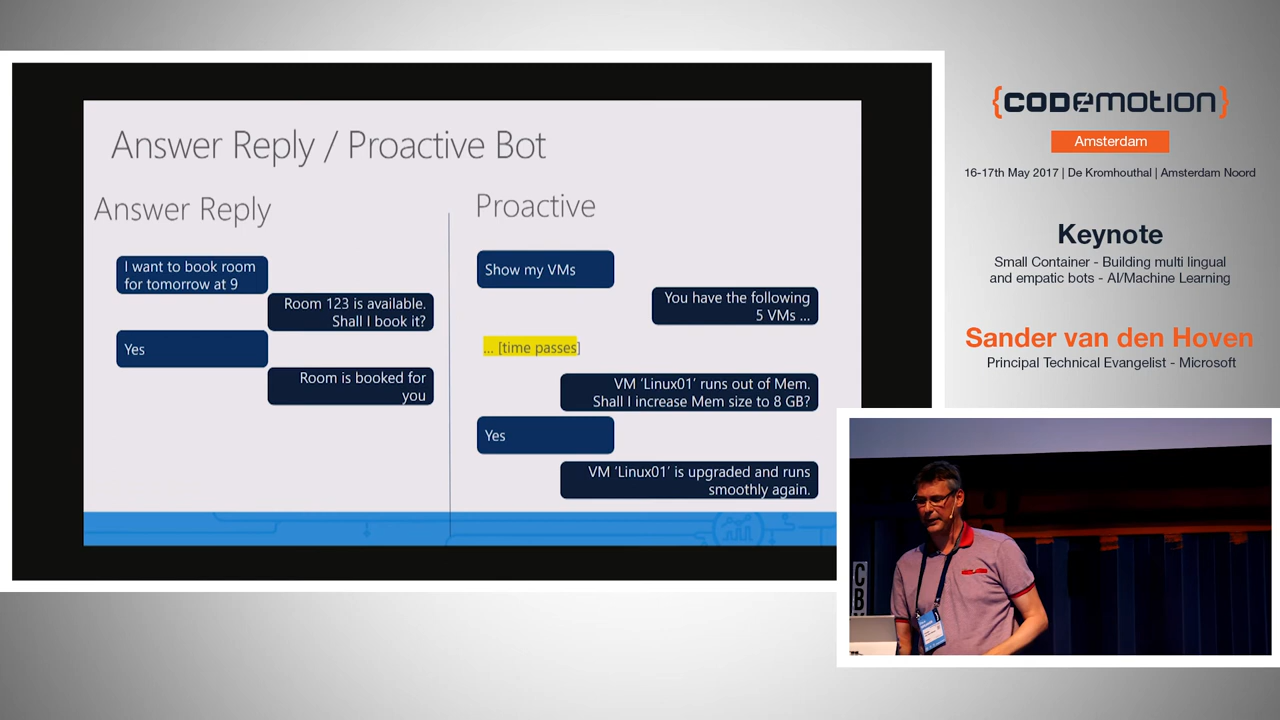 Answer Reply / Proactive Bot
Answer Reply
I want to book room
for tomorrow at 9
Room 123 is available.
Shall I book it?
Yes
Room is booked for
you
Proactive
Show my VMs
You have the following
5 VMs ...
... [time passes]
VM ‘Linux01’ runs out of Mem.
Shall I increase Mem size to 8 GB?
Yes
VM ‘Linux01’ is upgraded and runs
smoothly again.
{CODEMOTION}
Amsterdam
16-17th May 2017 | De Kromhouthal | Amsterdam Noord
Keynote
Small Container - Building multi lingual
and empatic bots - AI/Machine Learning
Sander van den Hoven
Principal Technical Evangelist - Microsoft